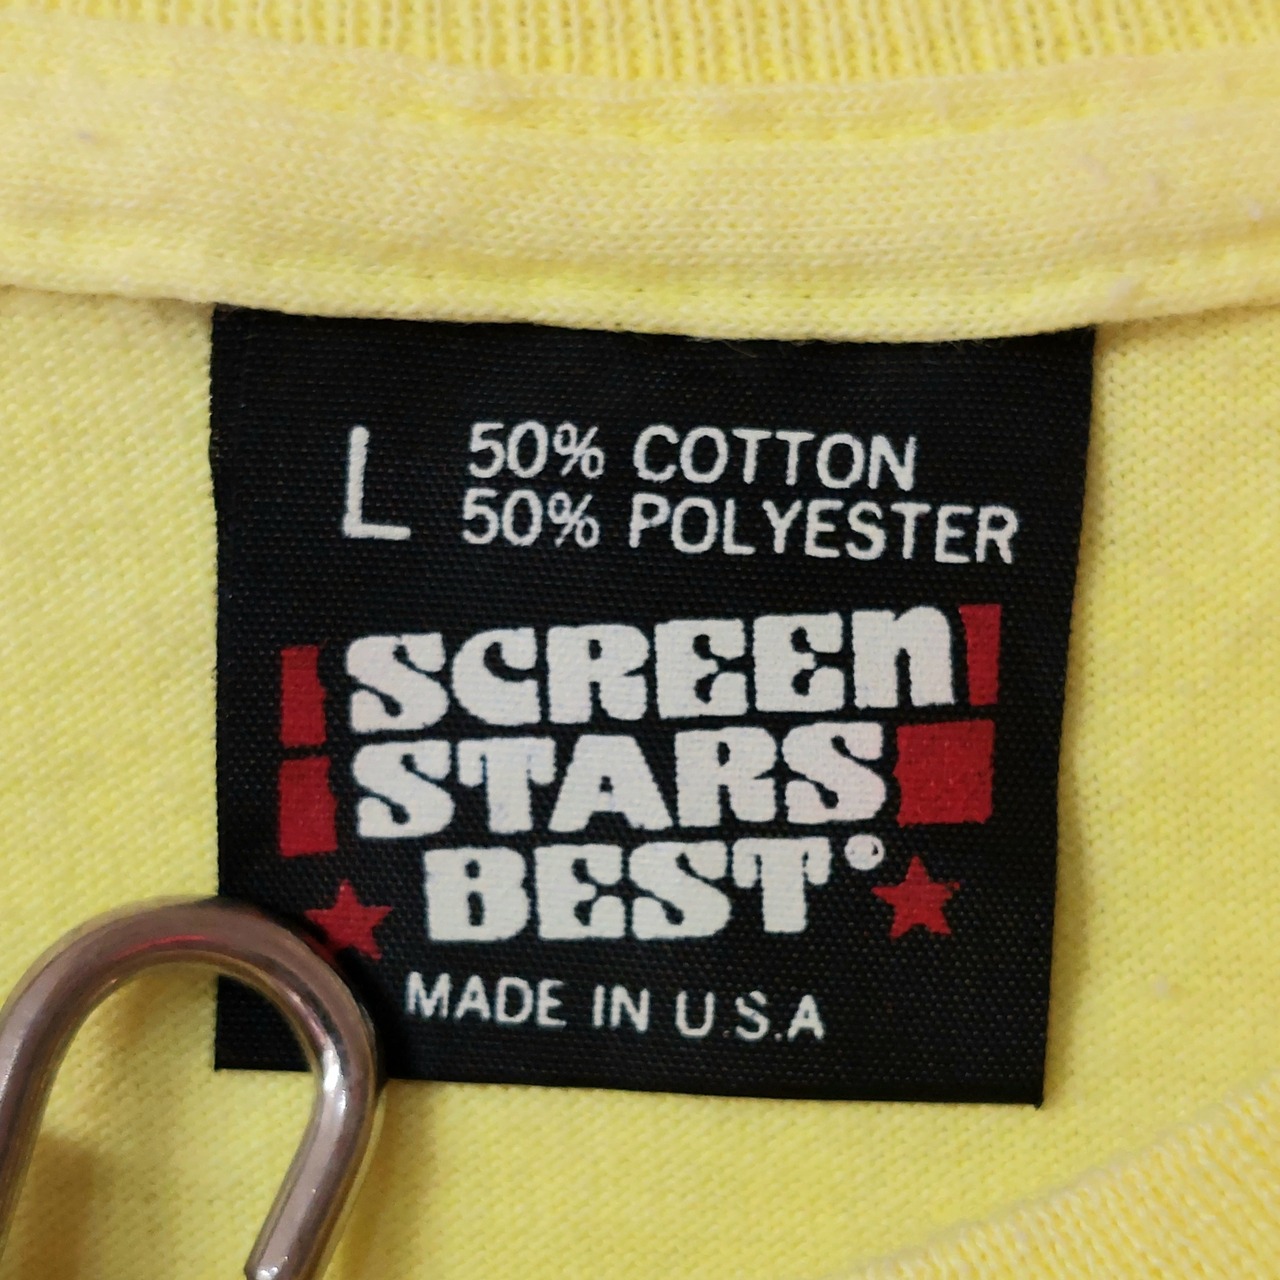 L 50% COTTON
50% POLYESTER
SCREEN
STARS
BEST®
MADE IN U.S.A